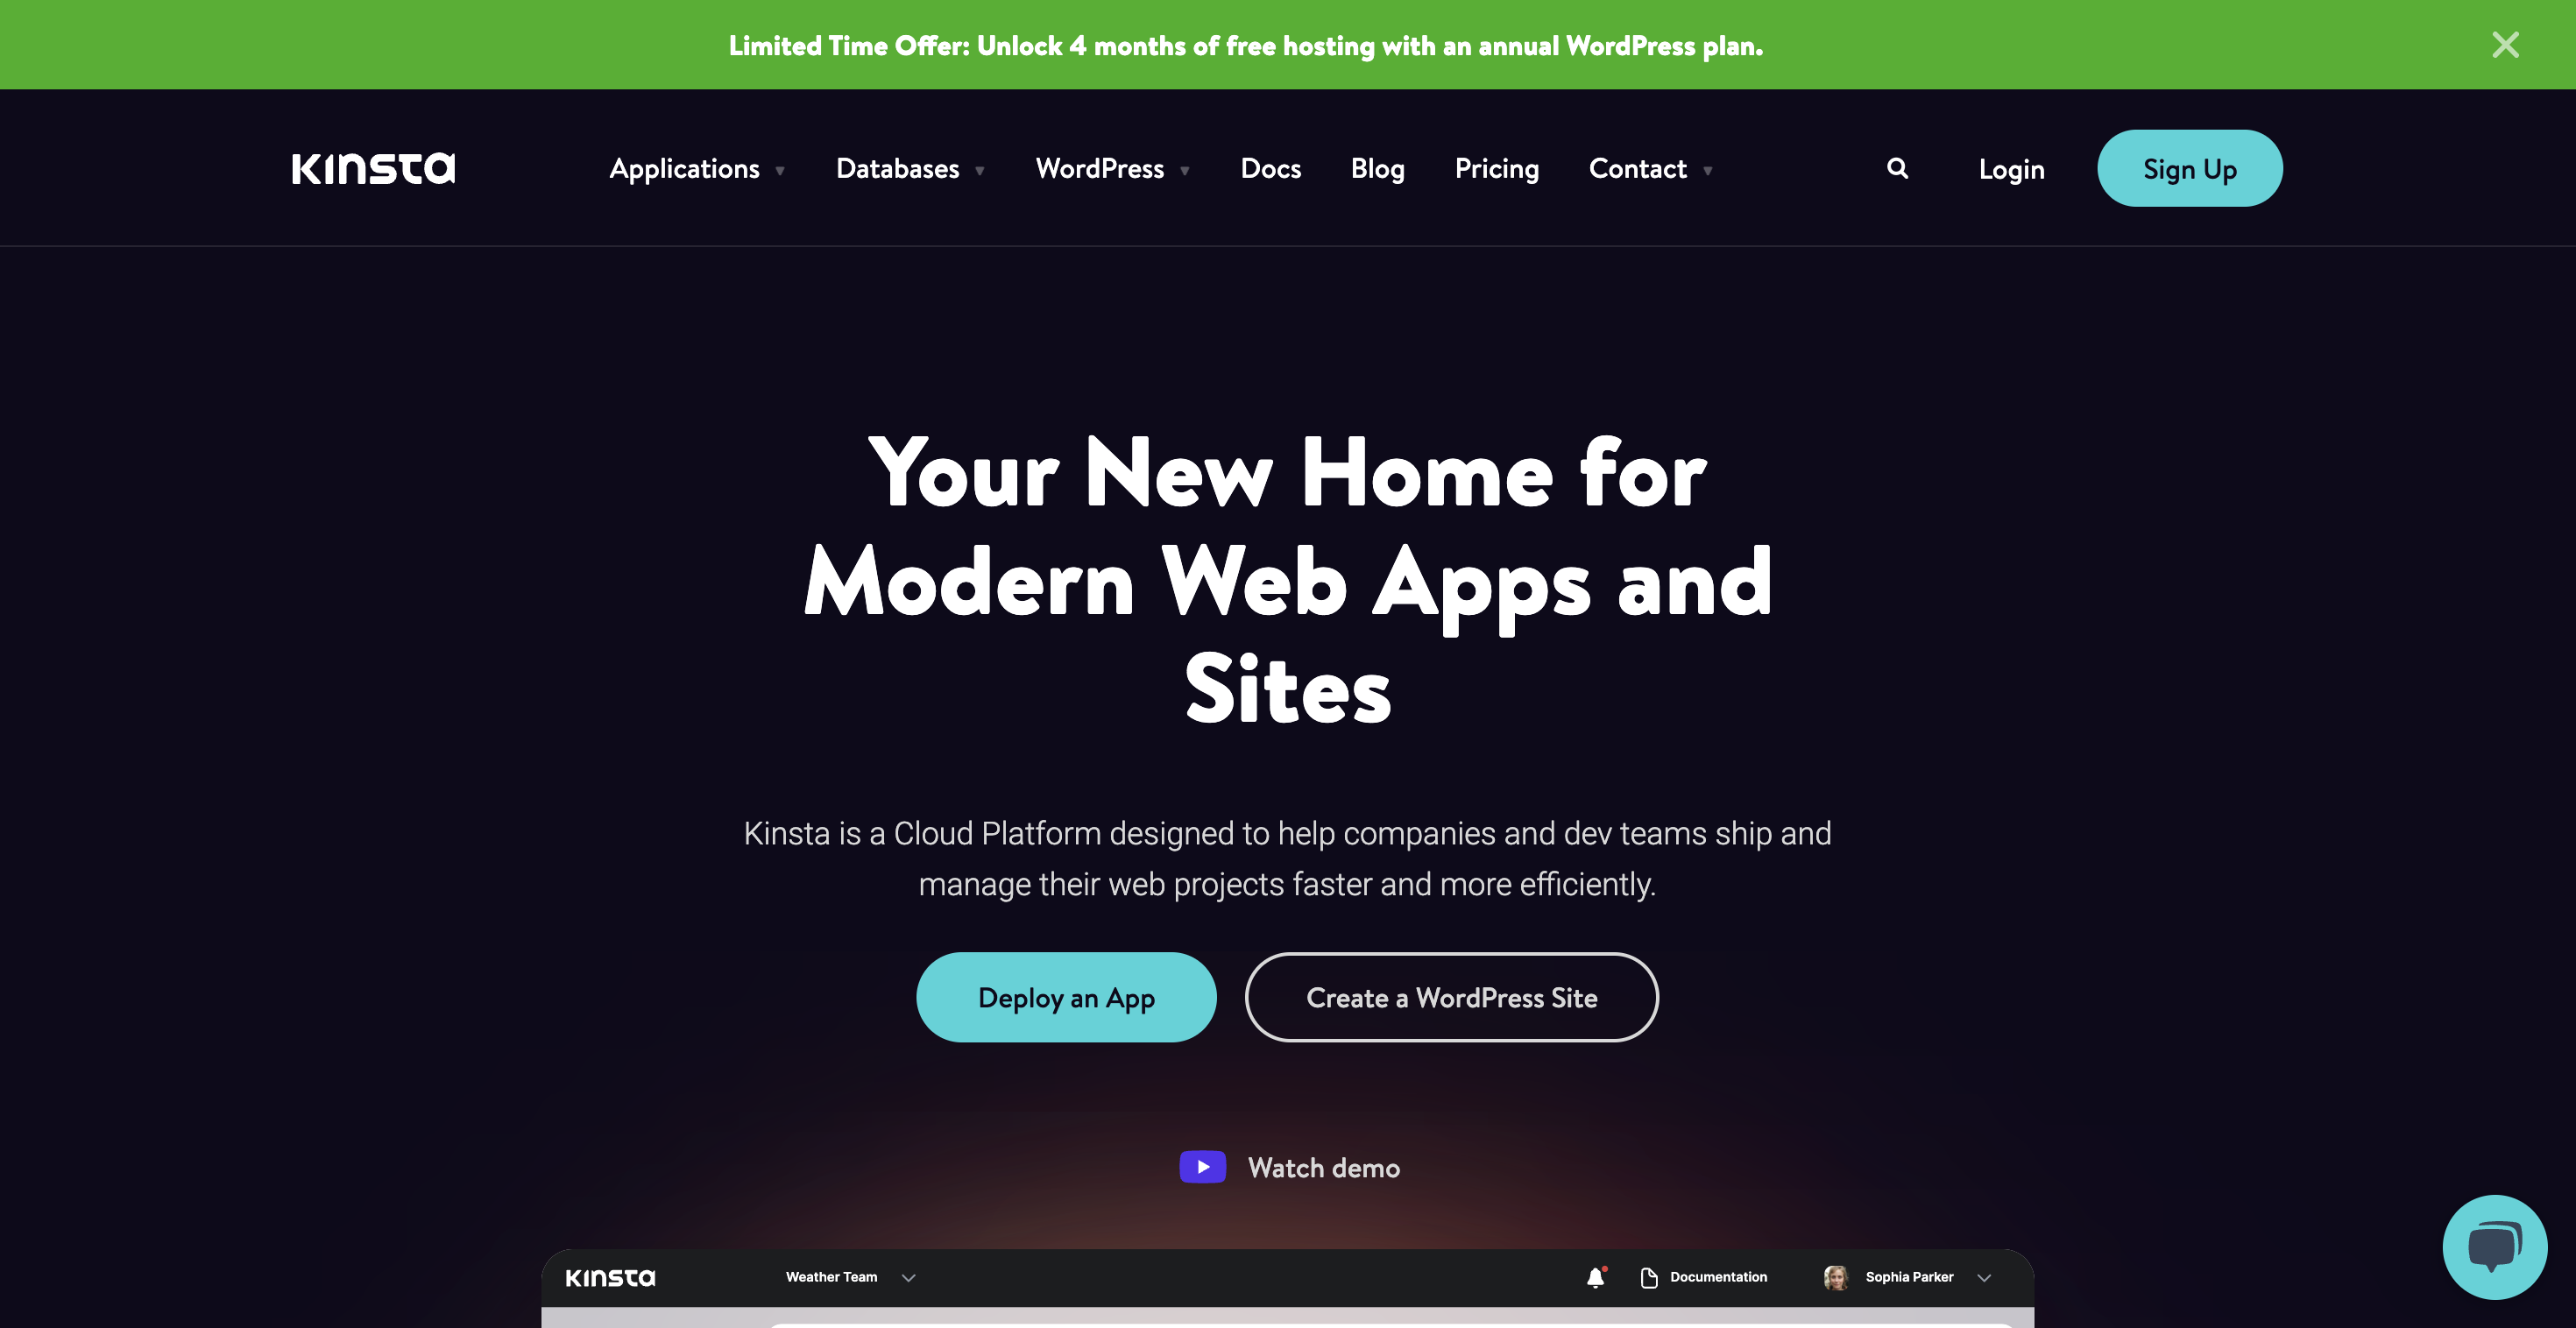 Limited Time Offer: Unlock 4 months of free hosting with an annual WordPress plan.
Kinsta
Applications
Databases
WordPress
Docs
Blog
Pricing
Contact
Login
Sign Up
Your New Home for
Modern Web Apps and
Sites
Kinsta is a Cloud Platform designed to help companies and dev teams ship and
manage their web projects faster and more efficiently.
Deploy an App
Create a WordPress Site
Watch demo
Kinsta
Weather Team
Documentation
Sophia Parker